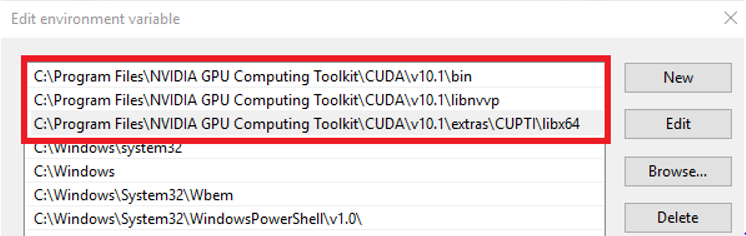 Edit environment variable
C:\Program Files\NVIDIA GPU Computing Toolkit\CUDA\v10.1\bin
New
C:\Program Files\NVIDIA GPU Computing Toolkit\CUDA\v10.1\libnvvp
C:\Program Files\NVIDIA GPU Computing Toolkit\CUDA\v10.1\extras\CUPTI\libx64
Edit
C:\Windows\system32
C:\Windows
Browse...
C:\Windows\System32\Wbem
C:\Windows\System32\WindowsPowerShell\v1.0\
Delete